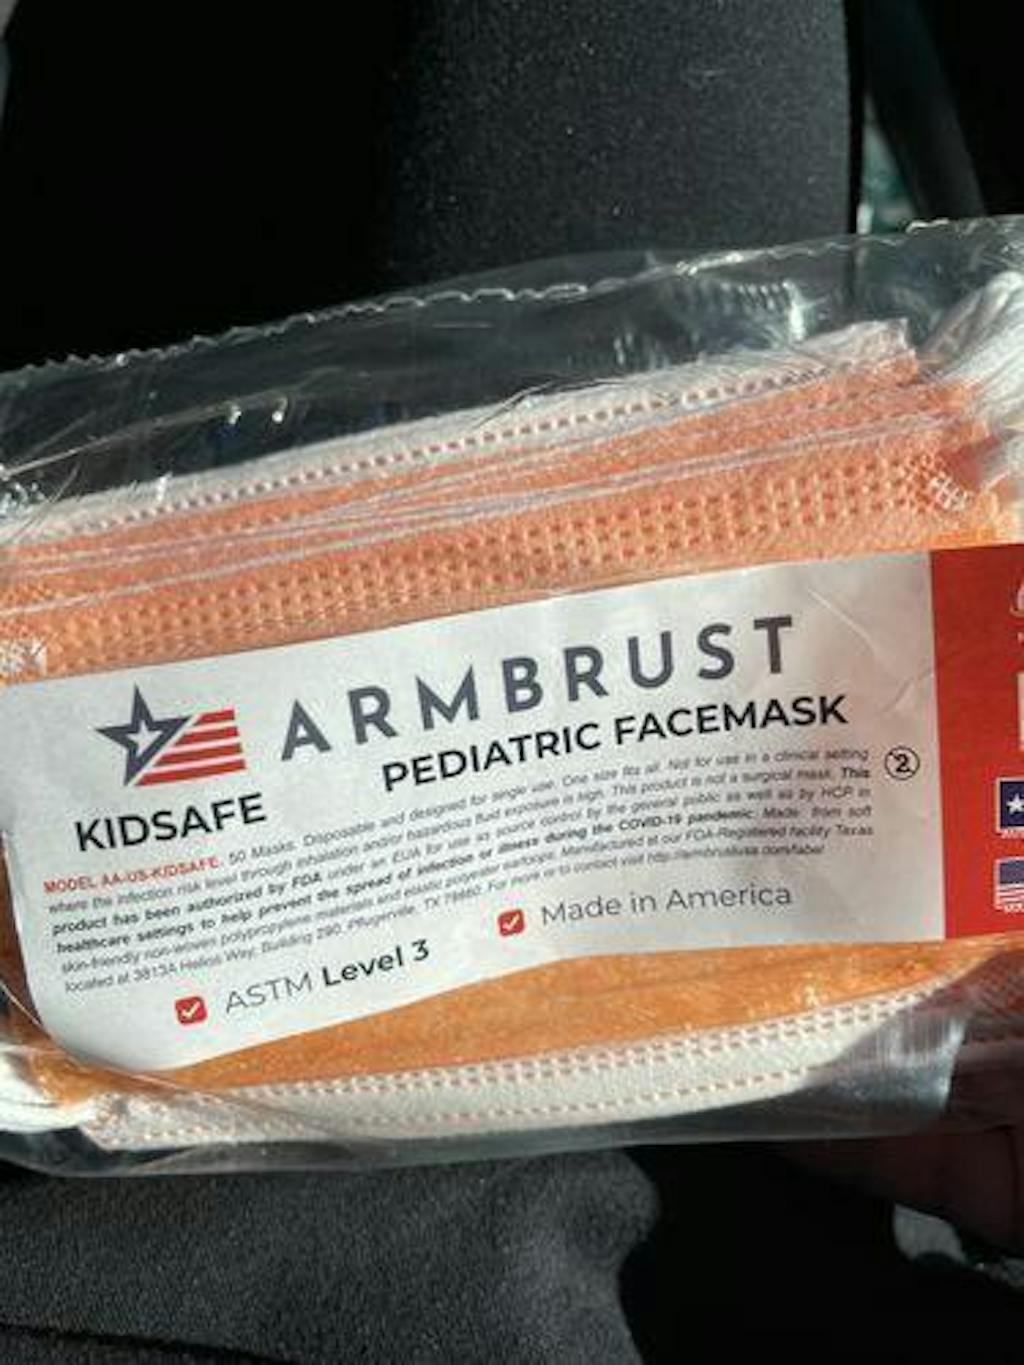 ARMBRUST
PEDIATRIC FACEMASK
KIDSAFE
MODEL AA-US-KIDSAFE. 50 Masks. Disposable and designed for single use. One size fits all. Not for use in a clinical setting
where the infection risk level through inhalation and/or hazardous fluid exposure is high. This product is not a surgical mask. This
product has been authorized by FDA under an EUA for use as source control by the general public as well as by HCP in
healthcare settings to help prevent the spread of infection or illness during the COVID-19 pandemic. Made from soft
skin-friendly non-woven polypropylene materials and elastic polyester earloops. Manufactured at our FDA-Registered facility Texas
located at 3813A Helios Way, Building 290, Pflugerville, TX 78660. For more or to contact visit http://armbrustusa.com/label
2
ASTM Level 3
Made in America